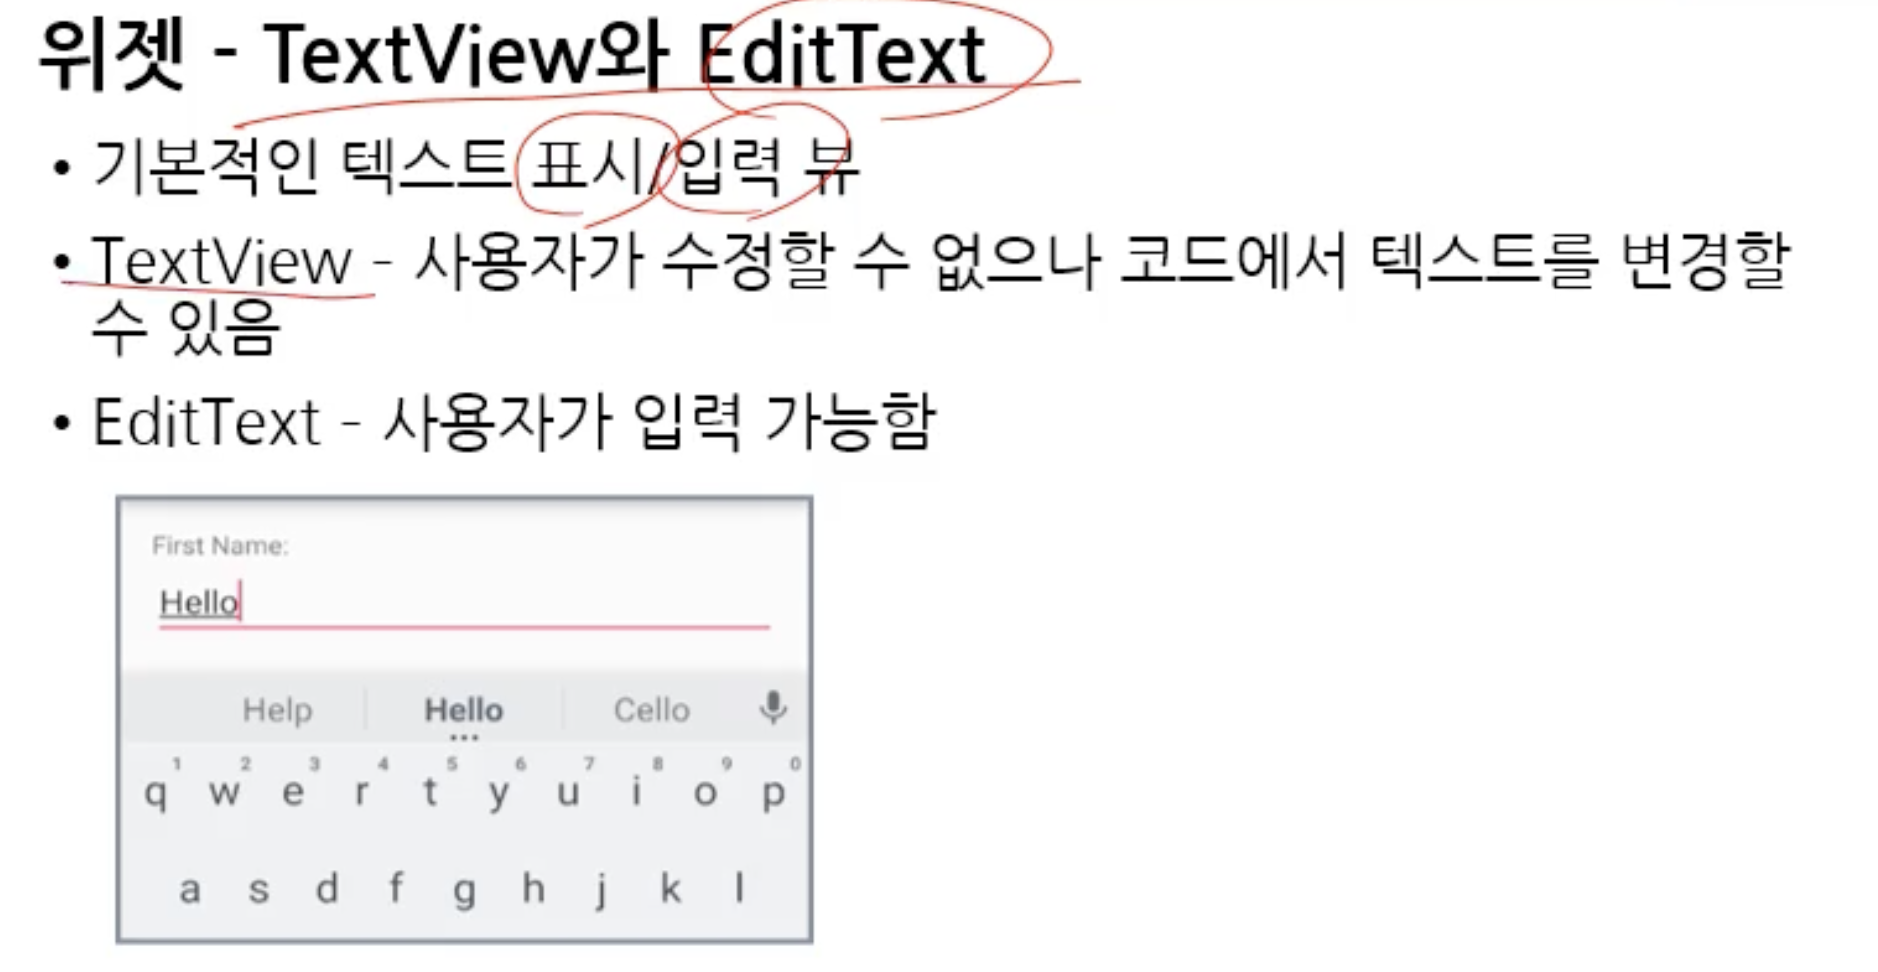 위젯 - TextView와 EditText
• 기본적인 텍스트 표시/입력 뷰
• TextView - 사용자가 수정할 수 없으나 코드에서 텍스트를 변경할
수 있음
• EditText - 사용자가 입력 가능함
First Name:
Hello
Help Hello Cello
1 2 3 4 5 6 7 8 9 0
q w e r t y u i o p
a s d f g h j k l